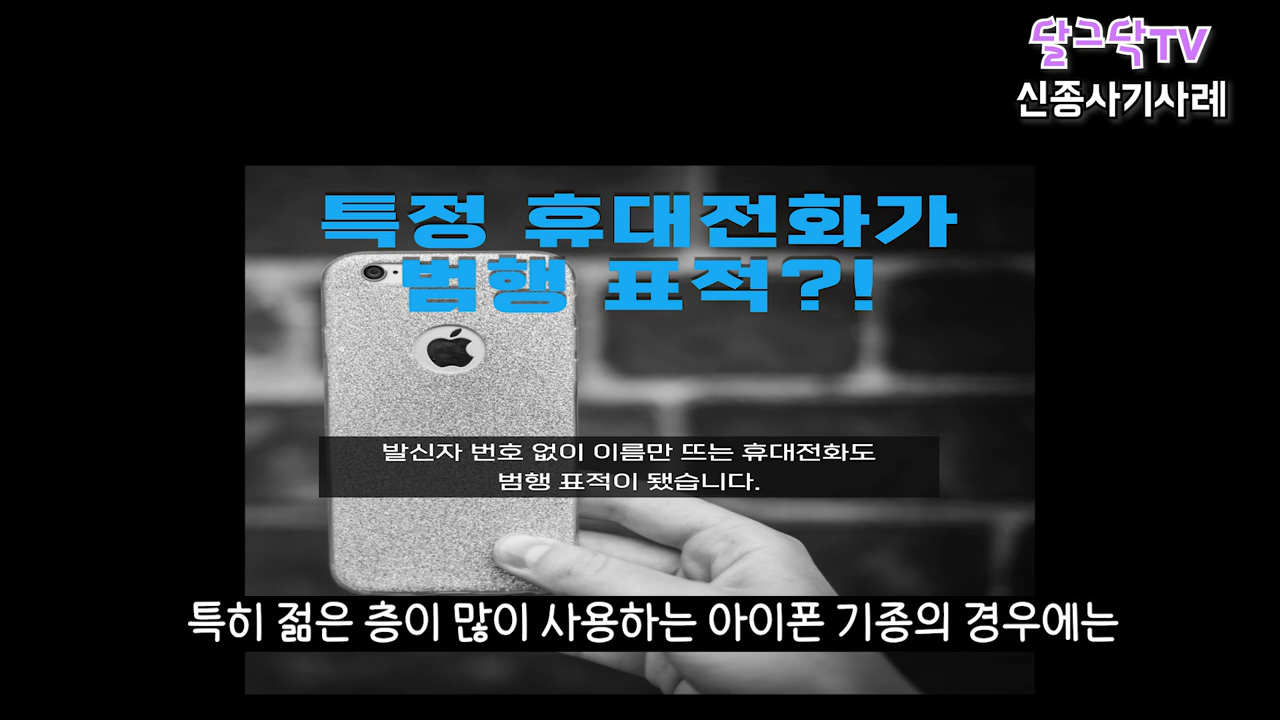 달그닥TV
신종사기사례
특정 휴대전화가
범행 표적?!
발신자 번호 없이 이름만 뜨는 휴대전화도
범행 표적이 됐습니다.
특히 젊은 층이 많이 사용하는 아이폰 기종의 경우에는